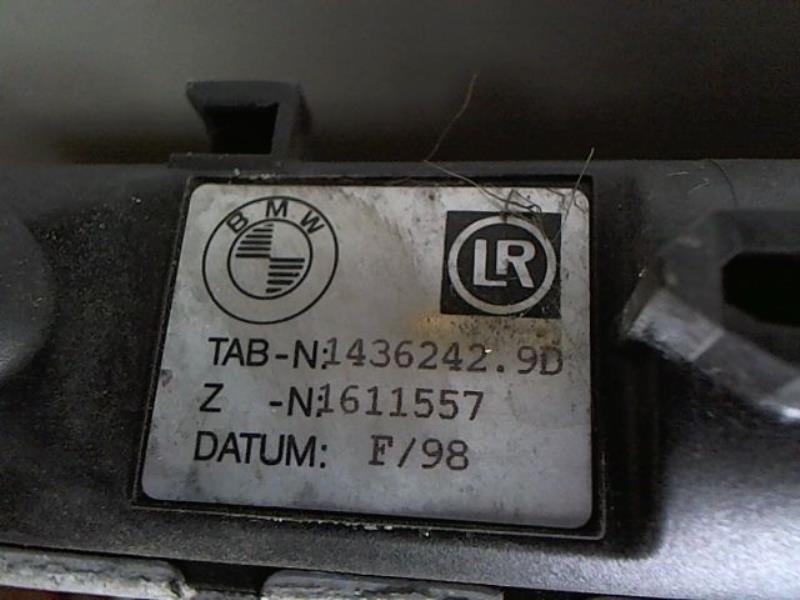 BMW
LR
TAB-N:1436242.9D
Z -N:1611557
DATUM: F/98